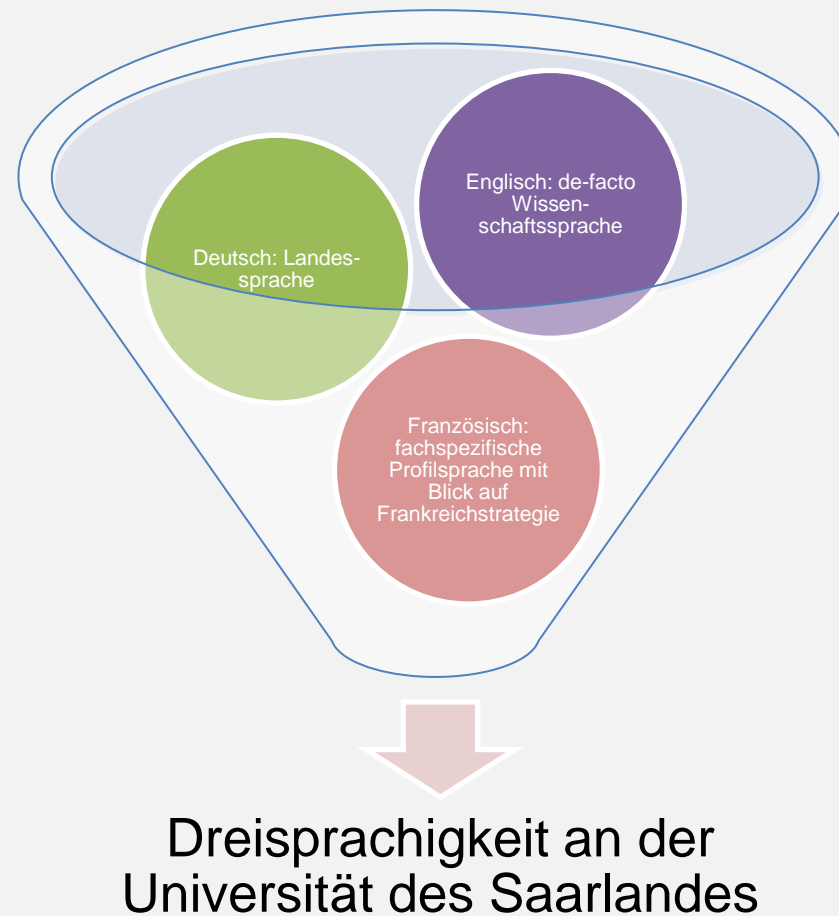 Englisch: de-facto
Wissen-
schaftssprache
Deutsch: Landes-
sprache
Französisch:
fachspezifische
Profilsprache mit
Blick auf
Frankreichstrategie
Dreisprachigkeit an der
Universität des Saarlandes